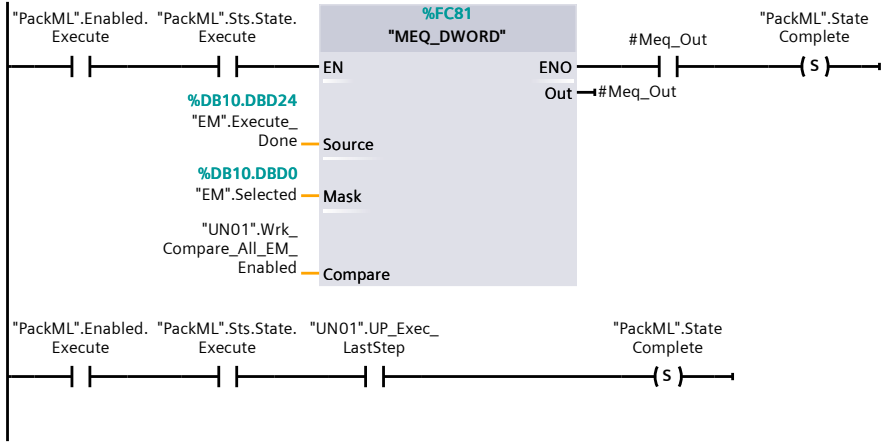 "PackML".Enabled. "PackML".Sts.State.
Execute Execute
%FC81
"MEQ_DWORD"
"PackML".State
Complete
#Meq_Out
( S )
EN ENO
Out #Meq_Out
%DB10.DBD24
"EM".Execute_
Done Source
%DB10.DBD0
"EM".Selected Mask
"UN01".Wrk_
Compare_All_EM_
Enabled Compare
"PackML".Enabled. "PackML".Sts.State. "UN01".UP_Exec_ "PackML".State
Execute Execute LastStep Complete
( S )